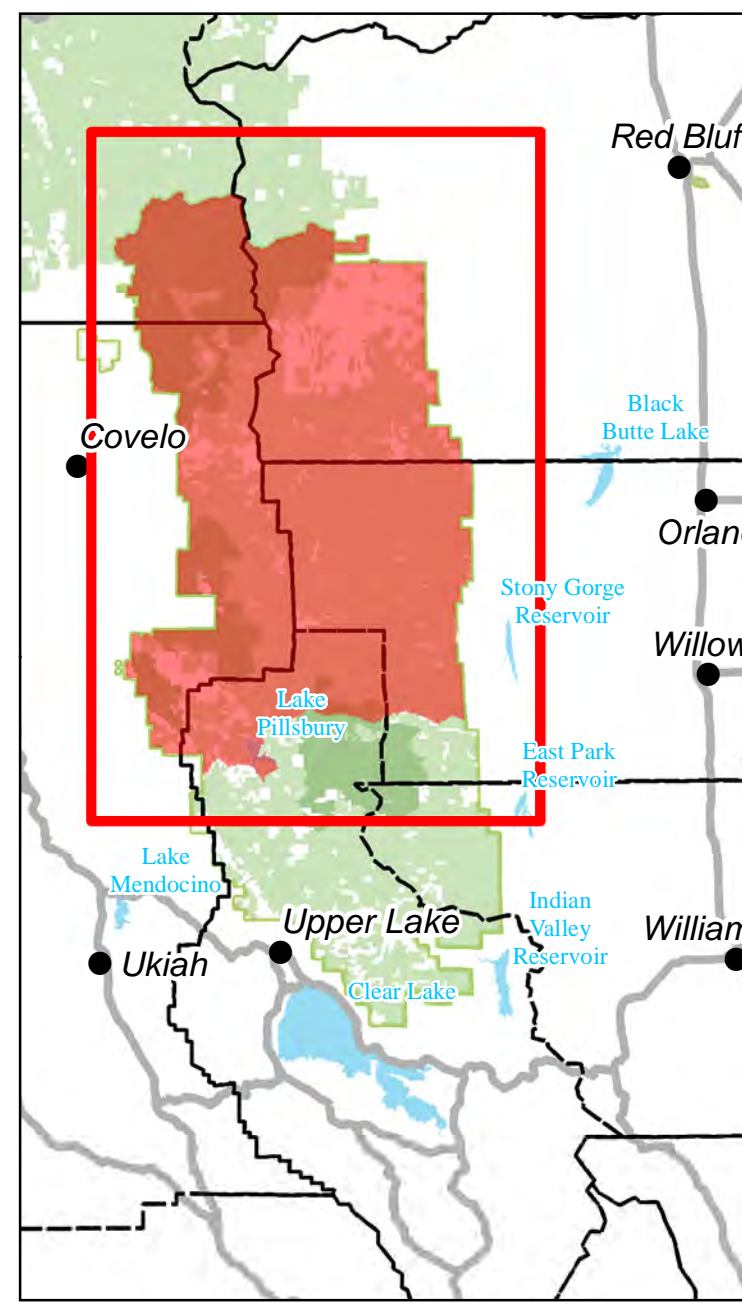 Red Bluf
Black
Butte Lake
Covelo
Orlan
Stony Gorge
Reservoir
Willow
Lake
Pillsbury
East Park
Reservoir
Lake
Mendocino
Indian
Valley
Reservoir
Upper Lake
William
Ukiah
Clear Lake